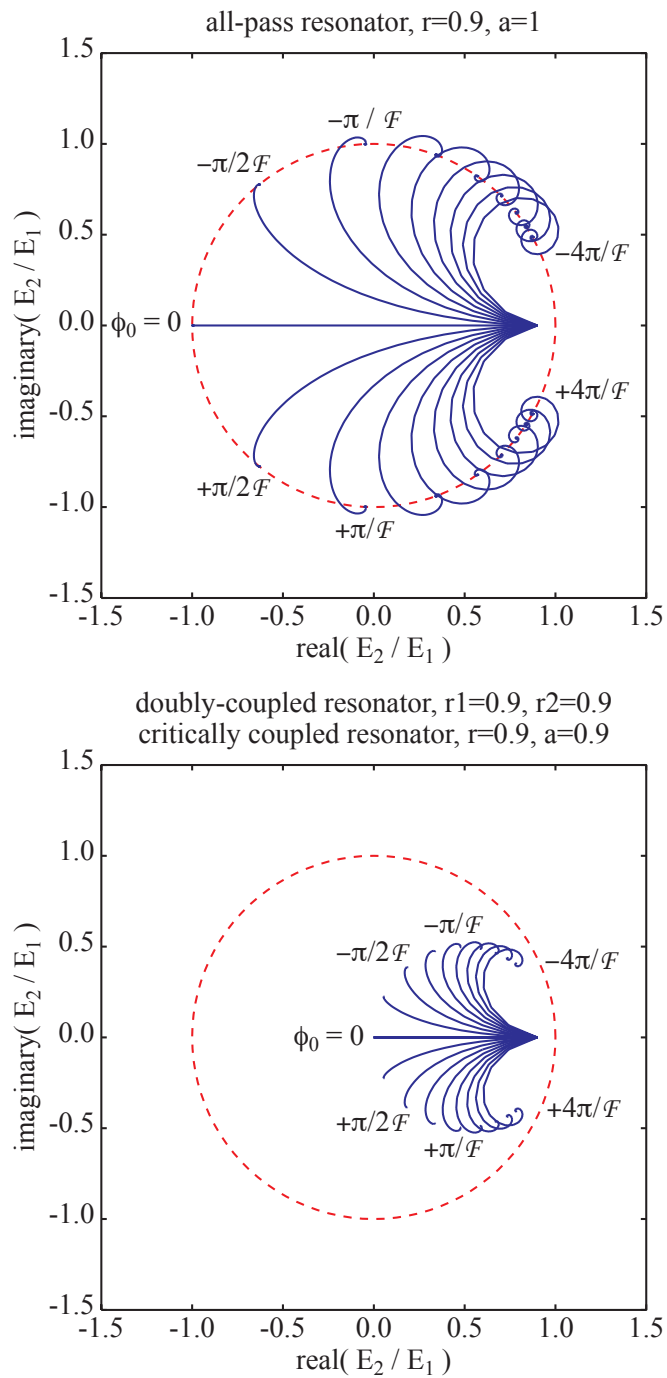 all-pass resonator, r=0.9, a=1
1.5
1.0
0.5
0.0
-0.5
-1.0
-1.5
imaginary( E₂ / E₁ )
−π / ℱ
−π/2ℱ
−4π/ℱ
ϕ₀ = 0
+4π/ℱ
+π/2ℱ
+π/ℱ
-1.5 -1.0 -0.5 0.0 0.5 1.0 1.5
real( E₂ / E₁ )
doubly-coupled resonator, r1=0.9, r2=0.9
critically coupled resonator, r=0.9, a=0.9
1.5
1.0
0.5
0.0
-0.5
-1.0
-1.5
imaginary( E₂ / E₁ )
−π/ℱ
−π/2ℱ
−4π/ℱ
ϕ₀ = 0
+4π/ℱ
+π/2ℱ
+π/ℱ
-1.5 -1.0 -0.5 0.0 0.5 1.0 1.5
real( E₂ / E₁ )